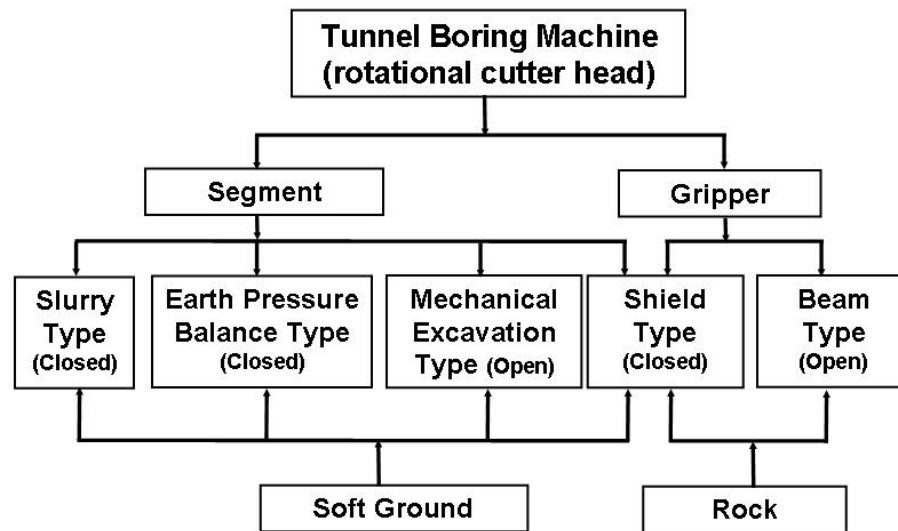 Tunnel Boring Machine
(rotational cutter head)
Segment
Gripper
Slurry
Type
(Closed)
Earth Pressure
Balance Type
(Closed)
Mechanical
Excavation
Type (Open)
Shield
Type
(Closed)
Beam
Type
(Open)
Soft Ground
Rock